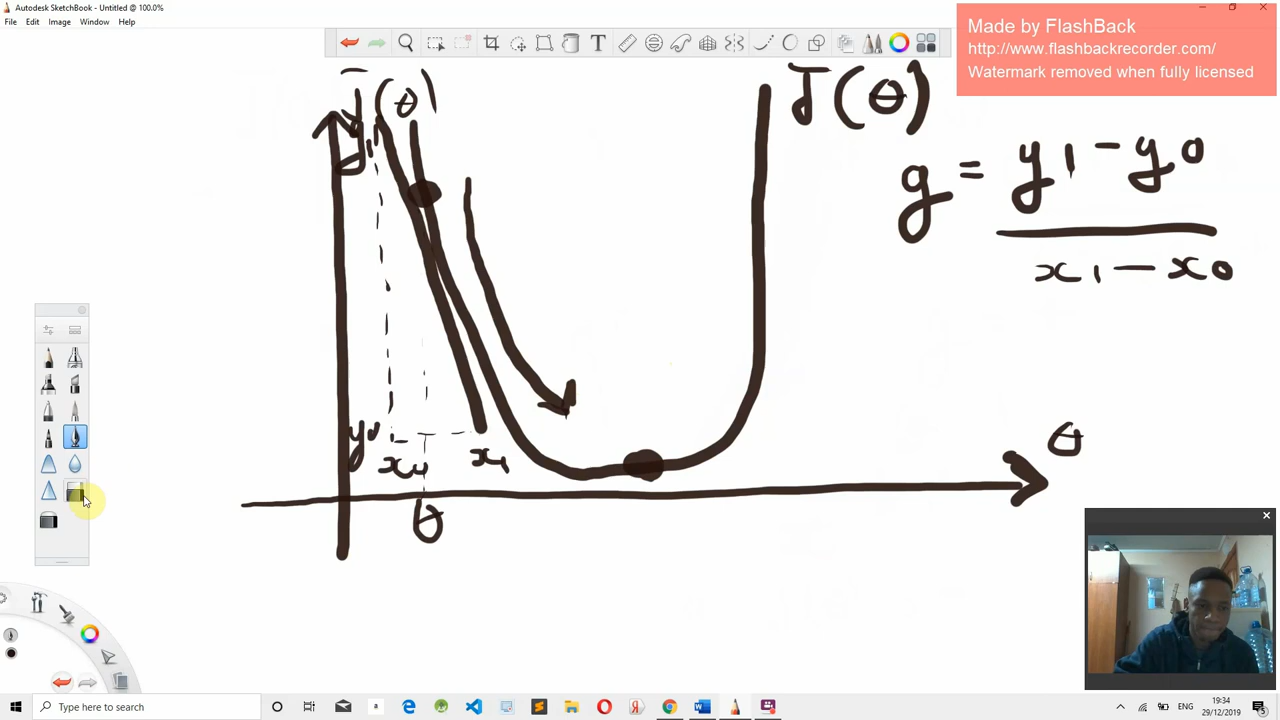 Autodesk SketchBook - Untitled @ 100.0%
File Edit Image Window Help
Made by FlashBack
http://www.flashbackrecorder.com/
Watermark removed when fully licensed
J(θ)
J(θ)
y1
g = y1 - y0
x1 - x0
θ
y0
x0 x1
θ
Type here to search
ENG
19:34
29/12/2019
5